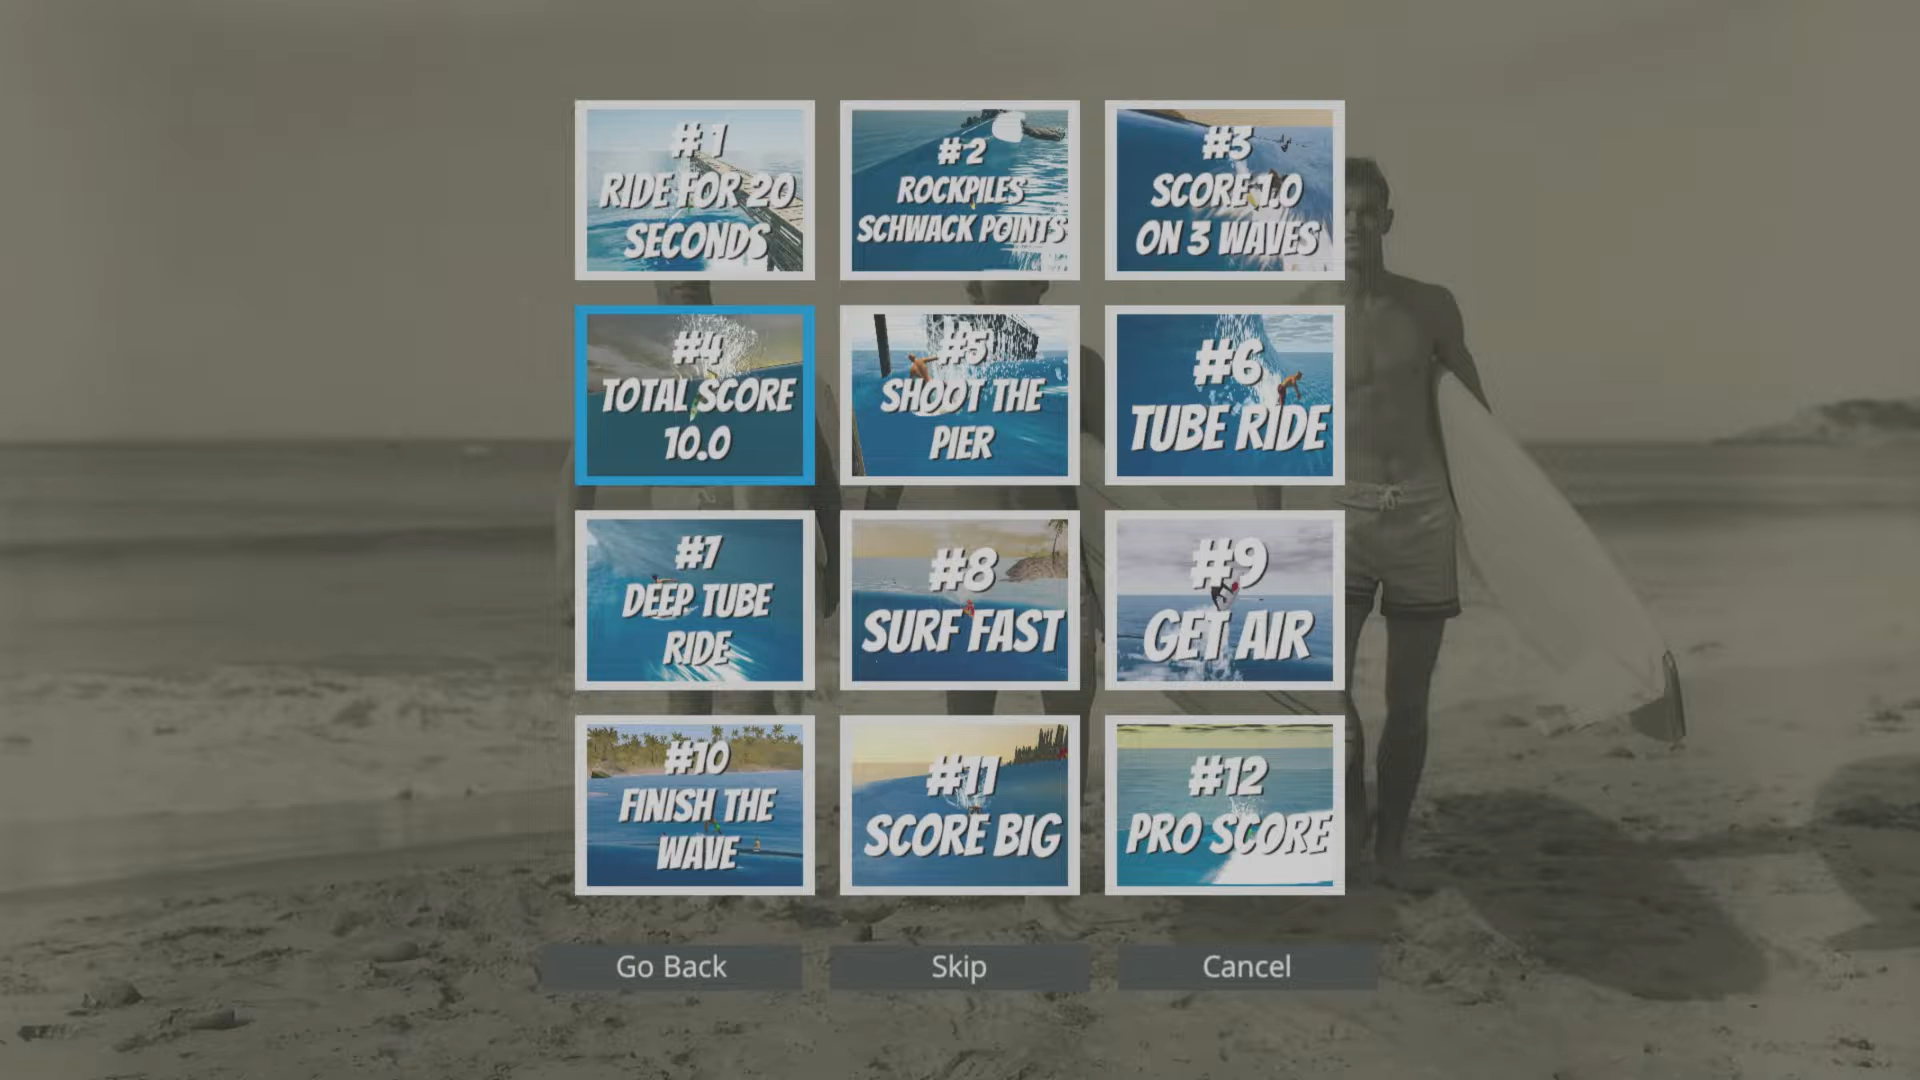 #1
RIDE FOR 20
SECONDS
#2
ROCKPILES
SCHWACK POINTS
#3
SCORE 1.0
ON 3 WAVES
#4
TOTAL SCORE
10.0
#5
SHOOT THE
PIER
#6
TUBE RIDE
#7
DEEP TUBE
RIDE
#8
SURF FAST
#9
GET AIR
#10
FINISH THE
WAVE
#11
SCORE BIG
#12
PRO SCORE
Go Back
Skip
Cancel